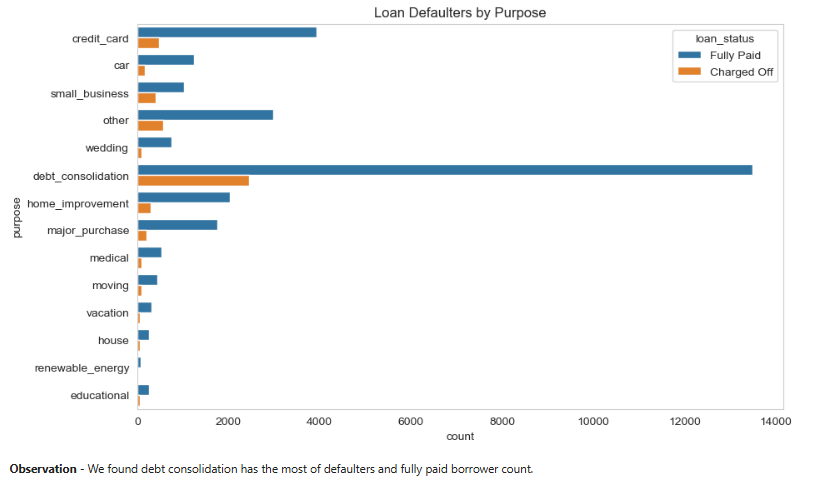 Loan Defaulters by Purpose
loan_status
Fully Paid
Charged Off
purpose
credit_card
car
small_business
other
wedding
debt_consolidation
home_improvement
major_purchase
medical
moving
vacation
house
renewable_energy
educational
0 2000 4000 6000 8000 10000 12000 14000
count
Observation - We found debt consolidation has the most of defaulters and fully paid borrower count.